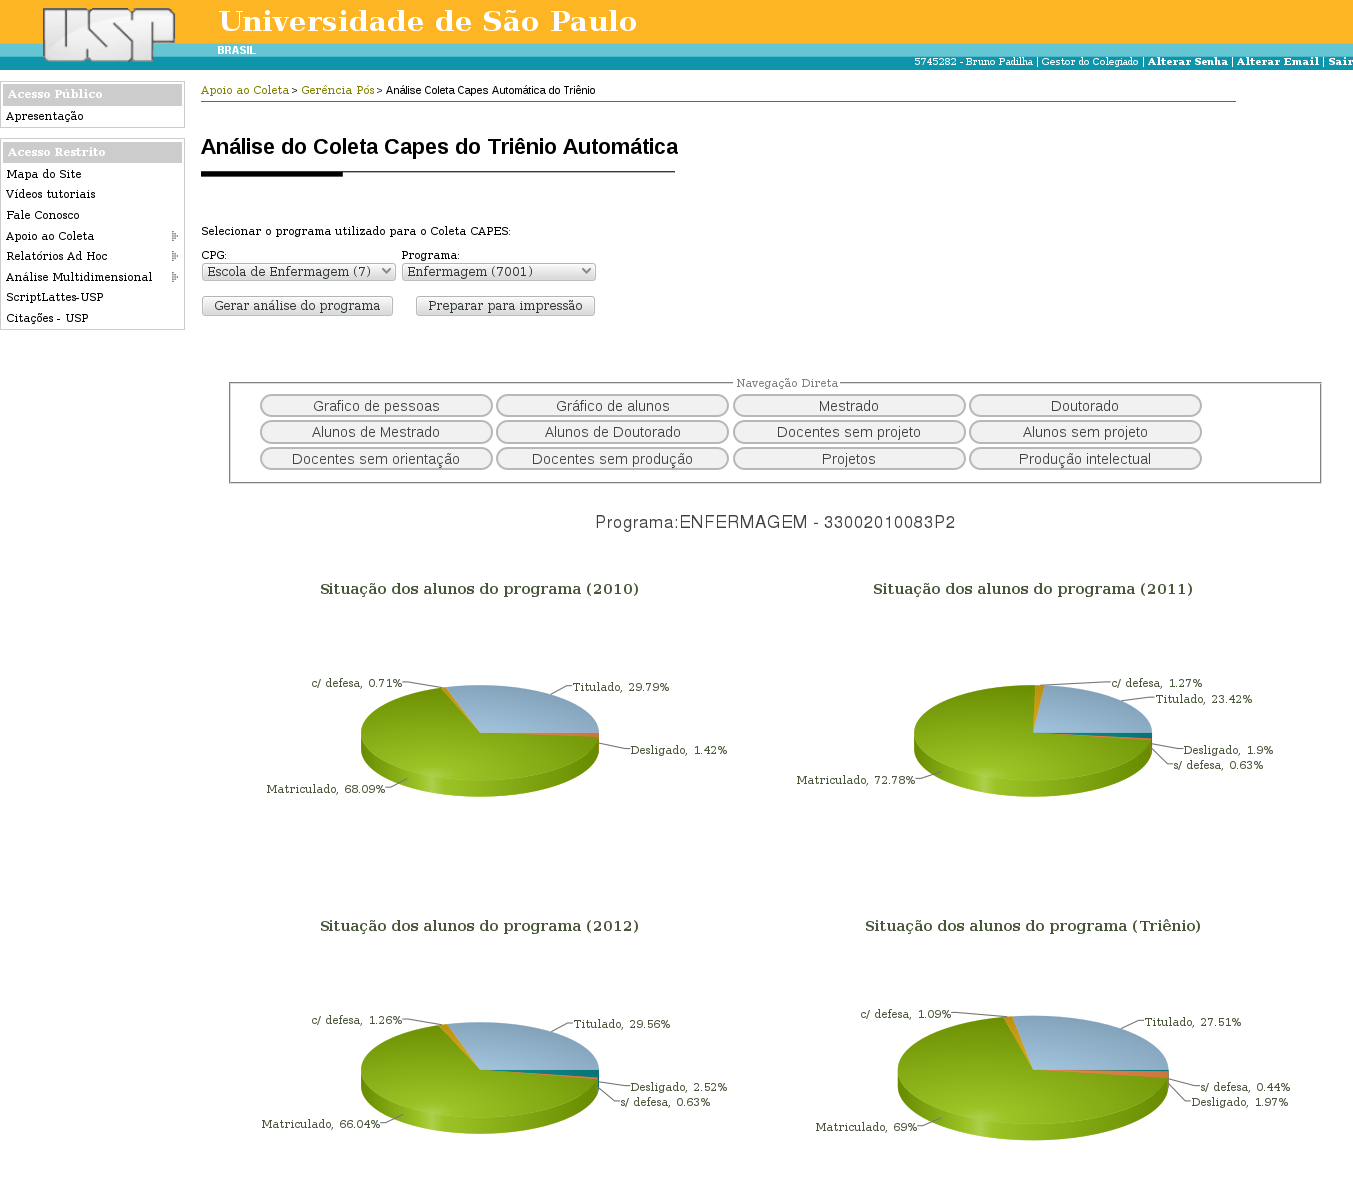 USP
Universidade de São Paulo
BRASIL
5745282 - Bruno Padilha | Gestor do Colegiado | Alterar Senha | Alterar Email | Sair
Acesso Público
Apresentação
Acesso Restrito
Mapa do Site
Vídeos tutoriais
Fale Conosco
Apoio ao Coleta
Relatórios Ad Hoc
Análise Multidimensional
ScriptLattes-USP
Citações - USP
Apoio ao Coleta > Gerência Pós > Análise Coleta Capes Automática do Triênio
Análise do Coleta Capes do Triênio Automática
Selecionar o programa utilizado para o Coleta CAPES:
CPG: Programa:
Escola de Enfermagem (7) Enfermagem (7001)
Gerar análise do programa Preparar para impressão
Navegação Direta
Grafico de pessoas Gráfico de alunos Mestrado Doutorado
Alunos de Mestrado Alunos de Doutorado Docentes sem projeto Alunos sem projeto
Docentes sem orientação Docentes sem produção Projetos Produção intelectual
Programa:ENFERMAGEM - 33002010083P2
Situação dos alunos do programa (2010)
c/ defesa, 0.71%
Titulado, 29.79%
Desligado, 1.42%
Matriculado, 68.09%
Situação dos alunos do programa (2011)
c/ defesa, 1.27%
Titulado, 23.42%
Desligado, 1.9%
s/ defesa, 0.63%
Matriculado, 72.78%
Situação dos alunos do programa (2012)
c/ defesa, 1.26%
Titulado, 29.56%
Desligado, 2.52%
s/ defesa, 0.63%
Matriculado, 66.04%
Situação dos alunos do programa (Triênio)
c/ defesa, 1.09%
Titulado, 27.51%
s/ defesa, 0.44%
Desligado, 1.97%
Matriculado, 69%